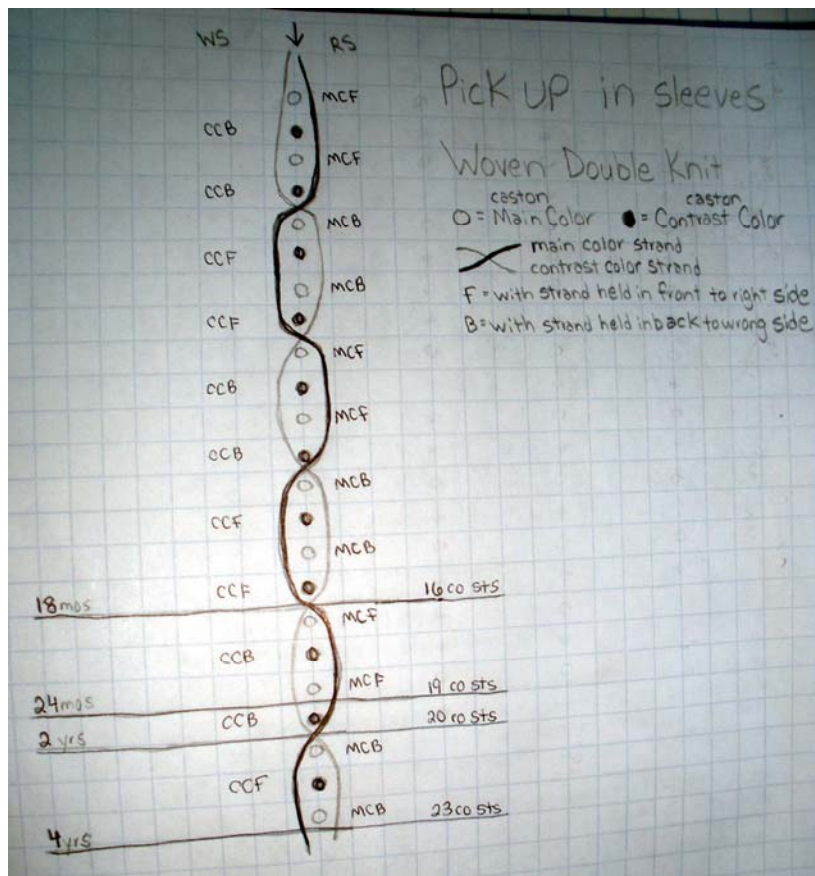 WS RS
Pick UP in sleeves
MCF
CCB
MCF
Woven Double Knit
CCB
caston caston
= Main Color = Contrast Color
MCB
main color strand
CCF
contrast color strand
MCB
F = with strand held in front to right side
CCF
B = with strand held in back to wrong side
MCF
CCB
MCF
CCB
MCB
CCF
MCB
CCF
18 mos 16 co sts
MCF
CCB
MCF
24 mos 19 co sts
CCB
2 yrs 20 co sts
MCB
CCF
MCB
4 yrs 23 co sts